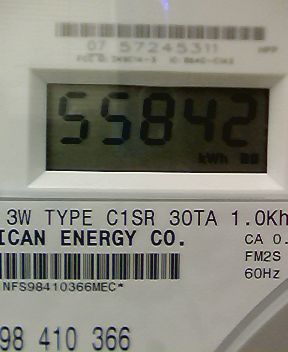 07 57245311
55842
kWh
3W TYPE C1SR 30TA 1.0Kh
ICAN ENERGY CO.
CA 0.
FM2S
60Hz
NFS98410366MEC*
98 410 366